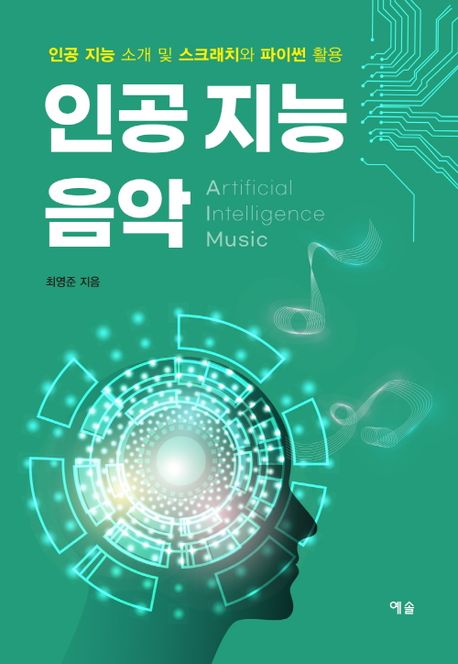 인공 지능 소개 및 스크래치와 파이썬 활용
인공 지능
음악
Artificial
Intelligence
Music
최영준 지음
예솔